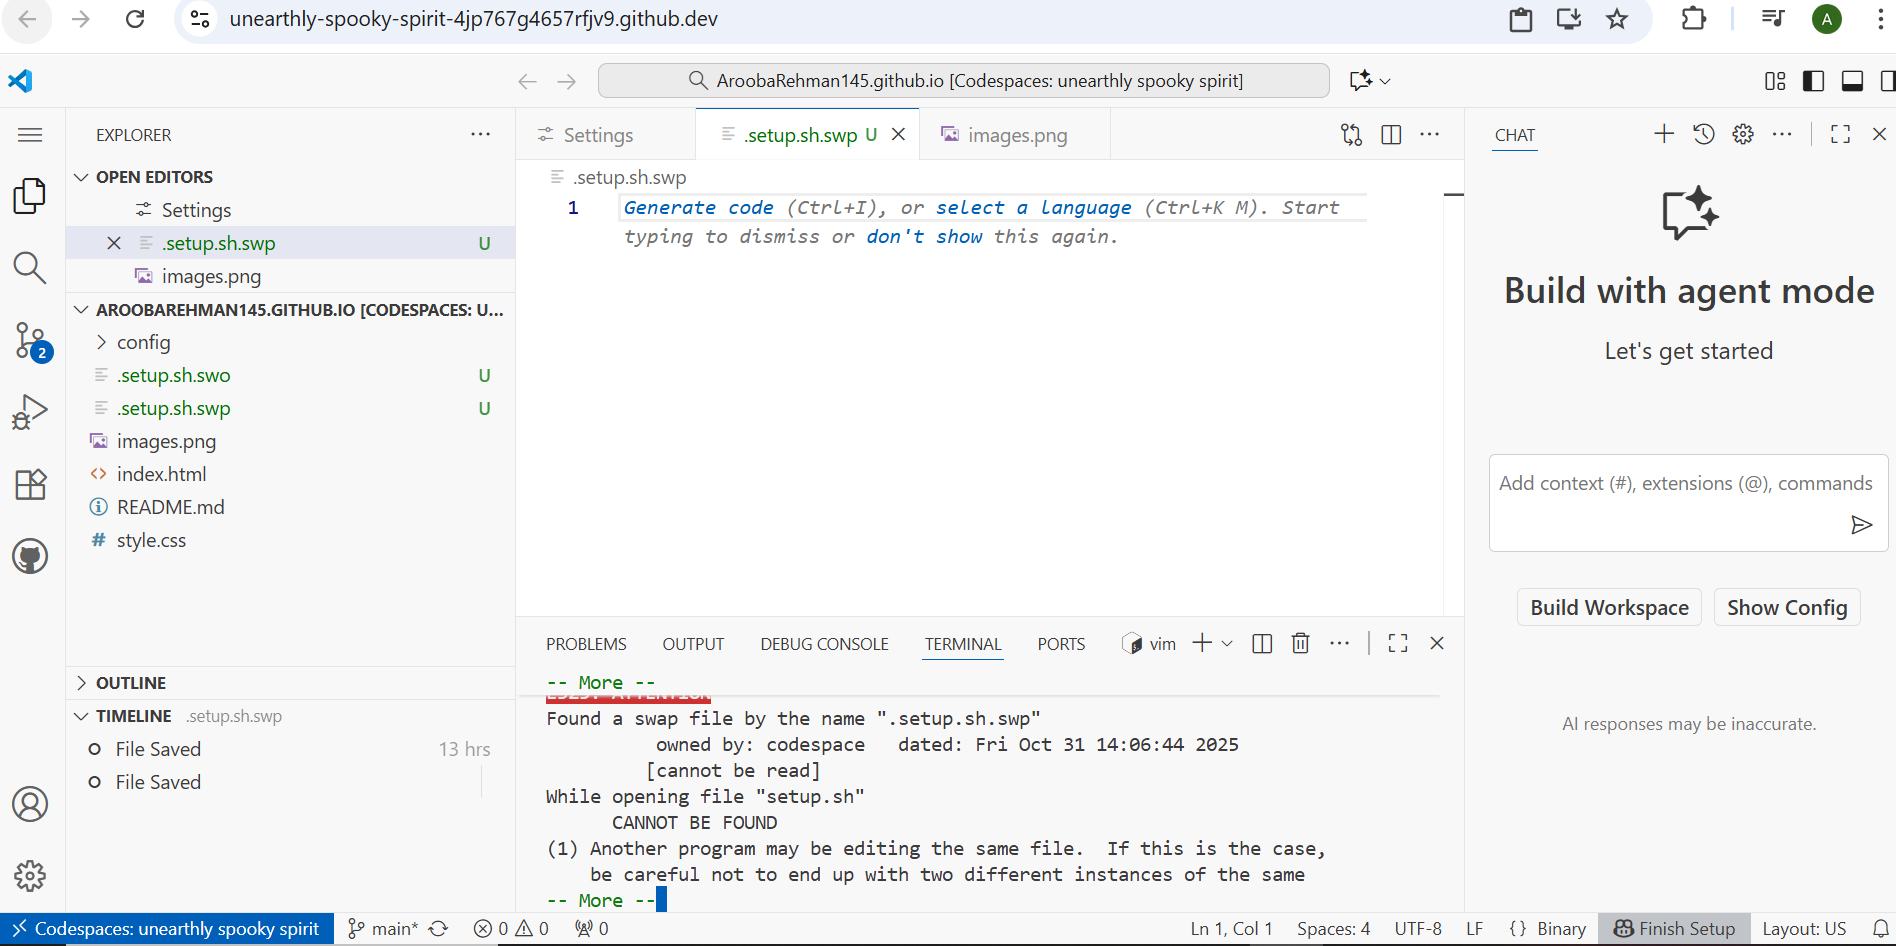 unearthly-spooky-spirit-4jp767g4657rfjv9.github.dev
A
AroobaRehman145.github.io [Codespaces: unearthly spooky spirit]
EXPLORER
OPEN EDITORS
Settings
.setup.sh.swp U
images.png
AROOBAREHMAN145.GITHUB.IO [CODESPACES: U...
config
.setup.sh.swo U
.setup.sh.swp U
images.png
index.html
README.md
style.css
OUTLINE
TIMELINE .setup.sh.swp
File Saved 13 hrs
File Saved
2
Settings
.setup.sh.swp U
images.png
.setup.sh.swp
1 Generate code (Ctrl+I), or select a language (Ctrl+K M). Start
typing to dismiss or don't show this again.
PROBLEMS OUTPUT DEBUG CONSOLE TERMINAL PORTS vim
-- More --
Found a swap file by the name ".setup.sh.swp"
owned by: codespace dated: Fri Oct 31 14:06:44 2025
[cannot be read]
While opening file "setup.sh"
CANNOT BE FOUND
(1) Another program may be editing the same file. If this is the case,
be careful not to end up with two different instances of the same
-- More --
CHAT
Build with agent mode
Let's get started
Add context (#), extensions (@), commands
Build Workspace
Show Config
AI responses may be inaccurate.
Codespaces: unearthly spooky spirit main* 0 0 0 Ln 1, Col 1 Spaces: 4 UTF-8 LF {} Binary Finish Setup Layout: US